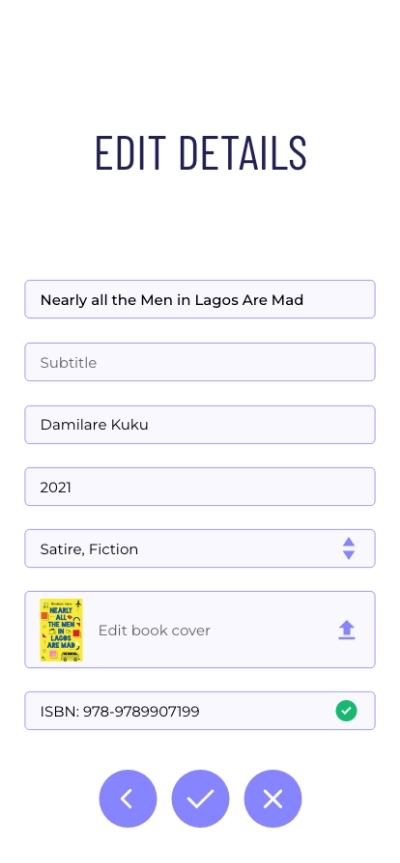 EDIT DETAILS
Nearly all the Men in Lagos Are Mad
Subtitle
Damilare Kuku
2021
Satire, Fiction
NEARLY
ALL
THE MEN
IN
LAGOS
ARE MAD
Edit book cover
ISBN: 978-9789907199